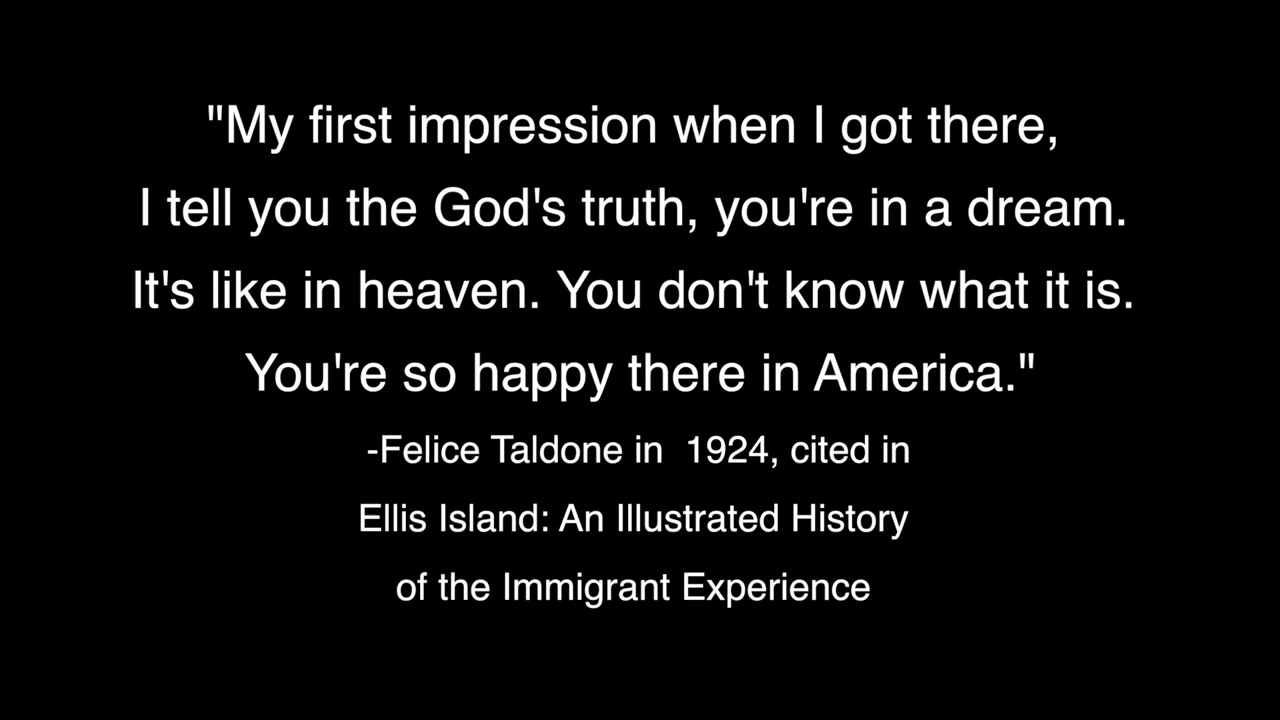 "My first impression when I got there,
I tell you the God's truth, you're in a dream.
It's like in heaven. You don't know what it is.
You're so happy there in America."
-Felice Taldone in  1924, cited in
Ellis Island: An Illustrated History
of the Immigrant Experience